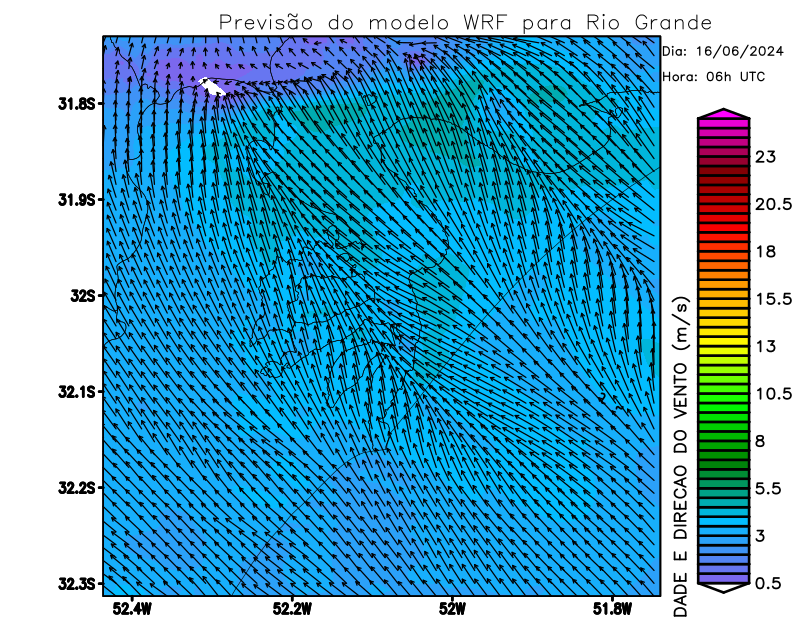 Previsão do modelo WRF para Rio Grande
Dia: 16/06/2024
Hora: 06h UTC
31.8S
31.9S
32S
32.1S
32.2S
32.3S
52.4W
52.2W
52W
51.8W
23
20.5
18
15.5
13
10.5
8
5.5
3
0.5
DADE E DIRECAO DO VENTO (m/s)